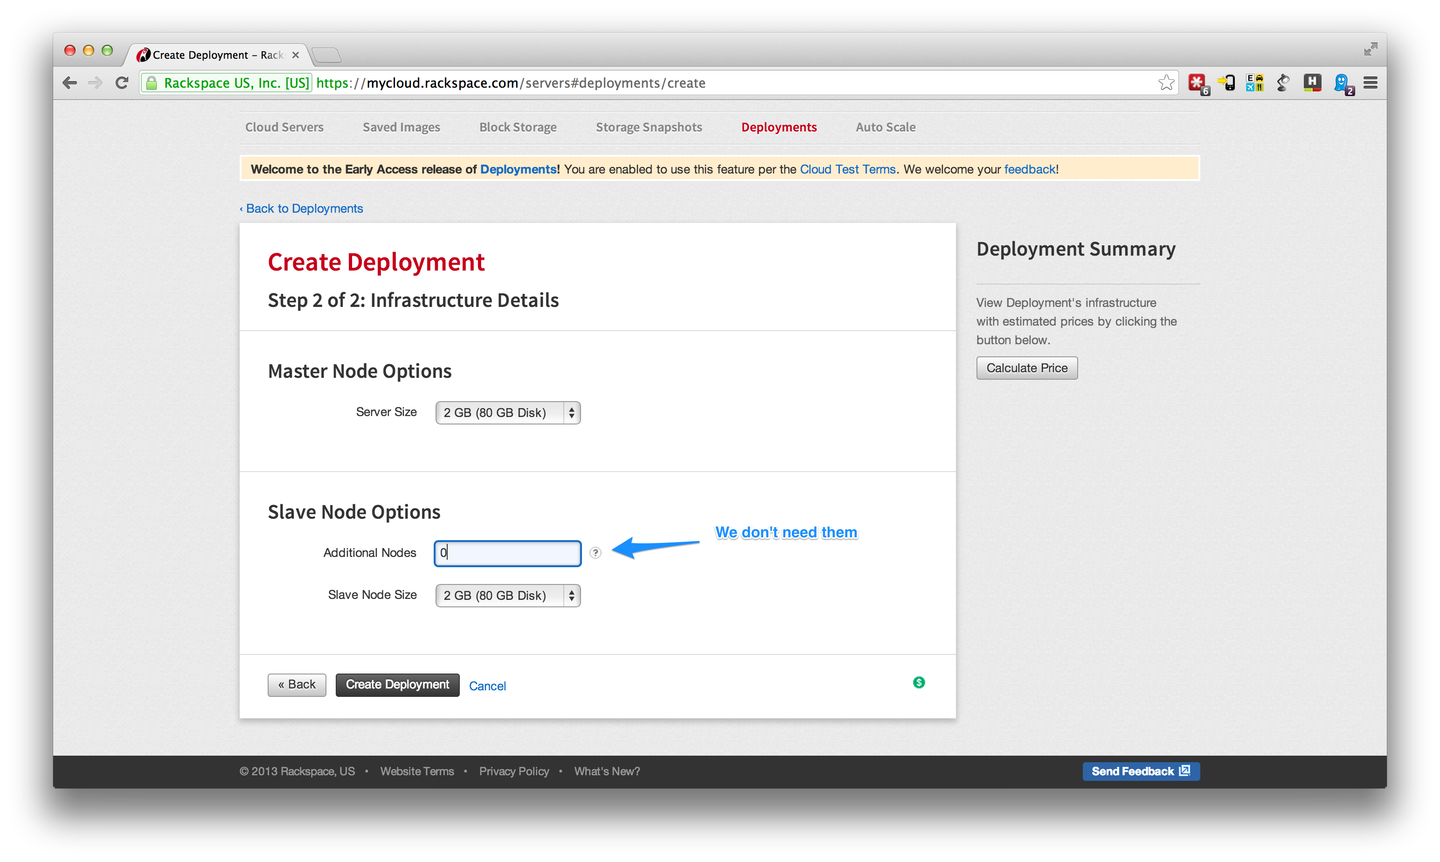 Create Deployment – Rack
Rackspace US, Inc. [US] https://mycloud.rackspace.com/servers#deployments/create
6
E
H
2
Cloud Servers Saved Images Block Storage Storage Snapshots Deployments Auto Scale
Welcome to the Early Access release of Deployments! You are enabled to use this feature per the Cloud Test Terms. We welcome your feedback!
‹ Back to Deployments
Create Deployment
Step 2 of 2: Infrastructure Details
Master Node Options
Server Size 2 GB (80 GB Disk)
Slave Node Options
Additional Nodes 0 ?
We don't need them
Slave Node Size 2 GB (80 GB Disk)
« Back Create Deployment Cancel $
Deployment Summary
View Deployment's infrastructure
with estimated prices by clicking the
button below.
Calculate Price
© 2013 Rackspace, US • Website Terms • Privacy Policy • What's New?
Send Feedback